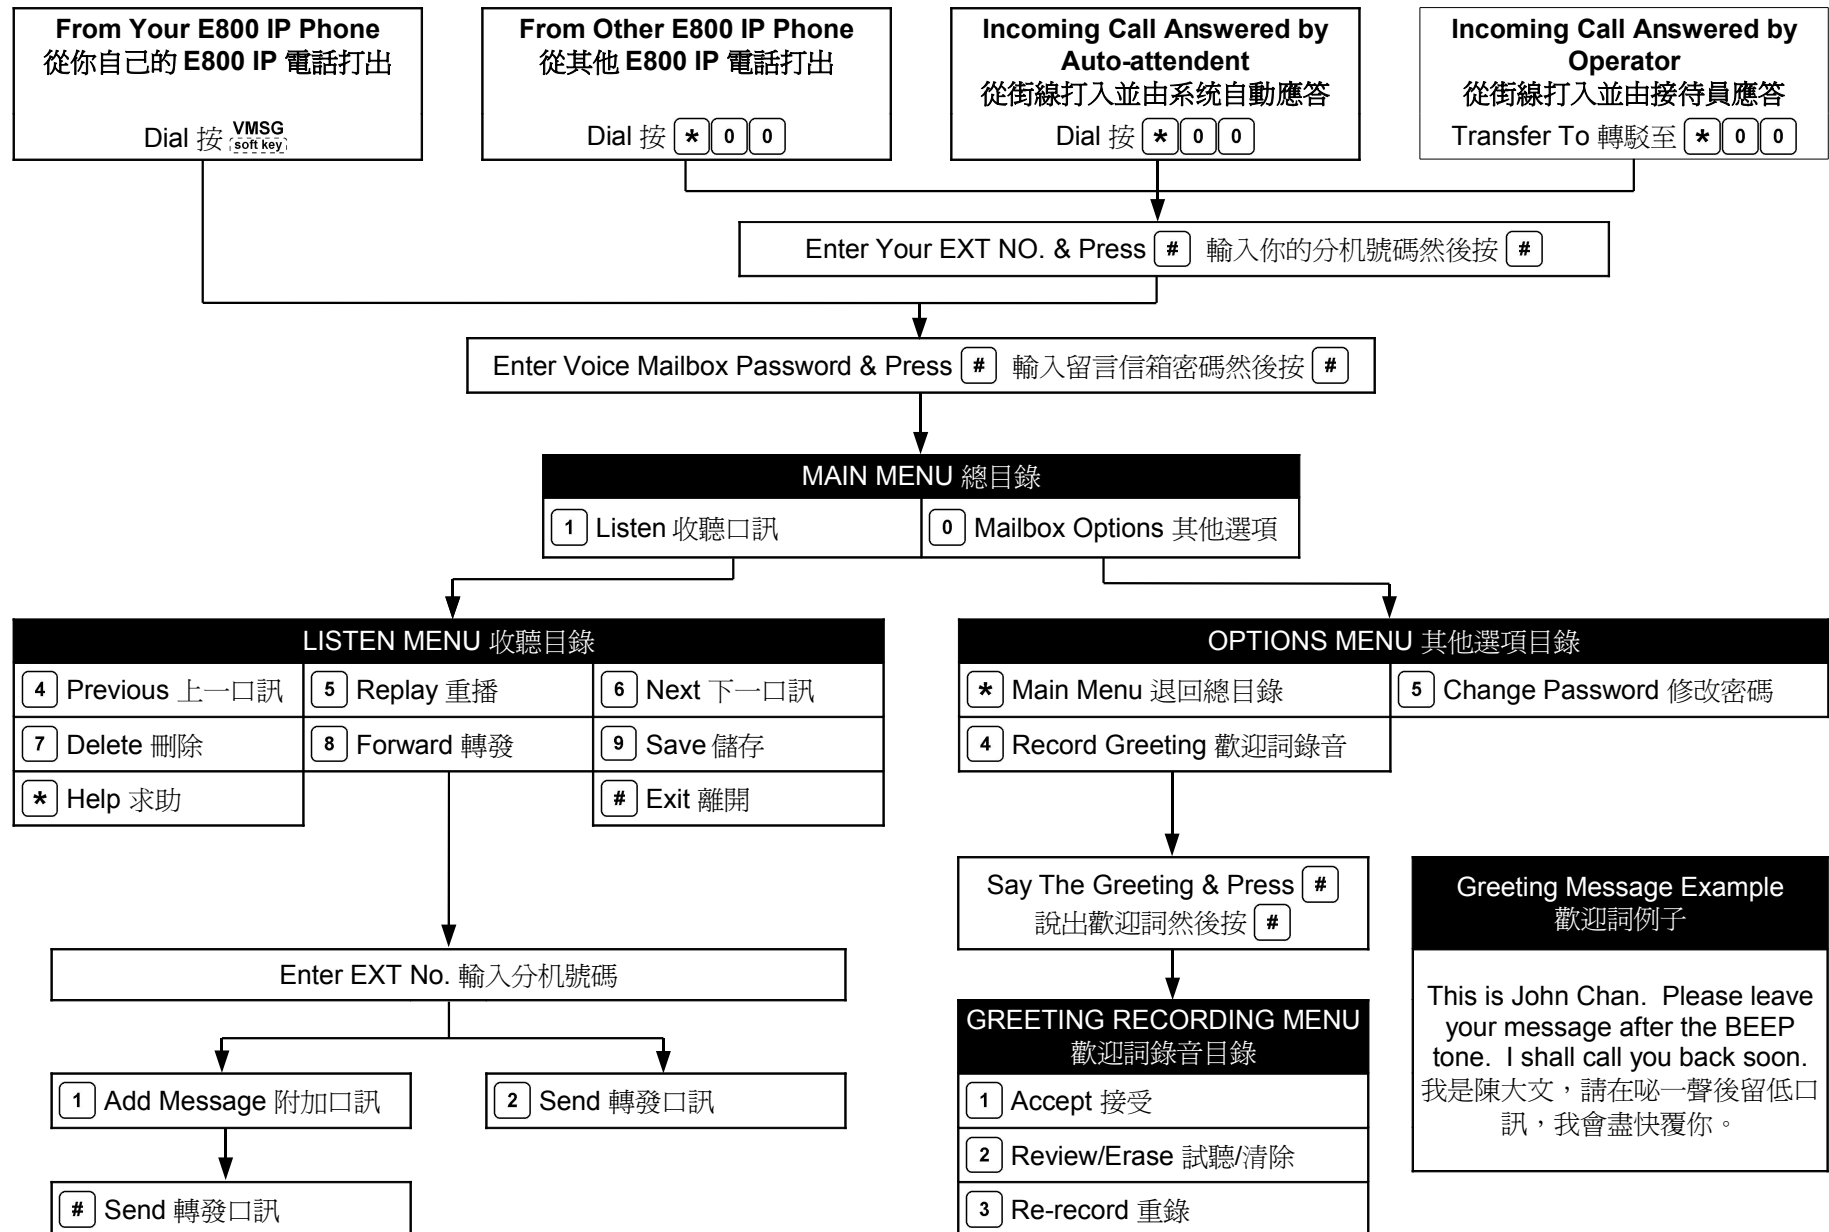 From Your E800 IP Phone
從你自己的 E800 IP 電話打出
Dial 按 VMSG
soft key
From Other E800 IP Phone
從其他 E800 IP 電話打出
Dial 按 * 0 0
Incoming Call Answered by
Auto-attendent
從街線打入並由系统自動應答
Dial 按 * 0 0
Incoming Call Answered by
Operator
從街線打入並由接待員應答
Transfer To 轉駁至 * 0 0
Enter Your EXT NO. & Press # 輸入你的分机號碼然後按 #
Enter Voice Mailbox Password & Press # 輸入留言信箱密碼然後按 #
MAIN MENU 總目錄
1 Listen 收聽口訊
0 Mailbox Options 其他選項
LISTEN MENU 收聽目錄
4 Previous 上一口訊
5 Replay 重播
6 Next 下一口訊
7 Delete 刪除
8 Forward 轉發
9 Save 儲存
* Help 求助
# Exit 離開
OPTIONS MENU 其他選項目錄
* Main Menu 退回總目錄
5 Change Password 修改密碼
4 Record Greeting 歡迎詞錄音
Enter EXT No. 輸入分机號碼
1 Add Message 附加口訊
2 Send 轉發口訊
# Send 轉發口訊
Say The Greeting & Press #
說出歡迎詞然後按 #
GREETING RECORDING MENU
歡迎詞錄音目錄
1 Accept 接受
2 Review/Erase 試聽/清除
3 Re-record 重錄
Greeting Message Example
歡迎詞例子
This is John Chan. Please leave
your message after the BEEP
tone. I shall call you back soon.
我是陳大文，請在咇一聲後留低口
訊，我會盡快覆你。